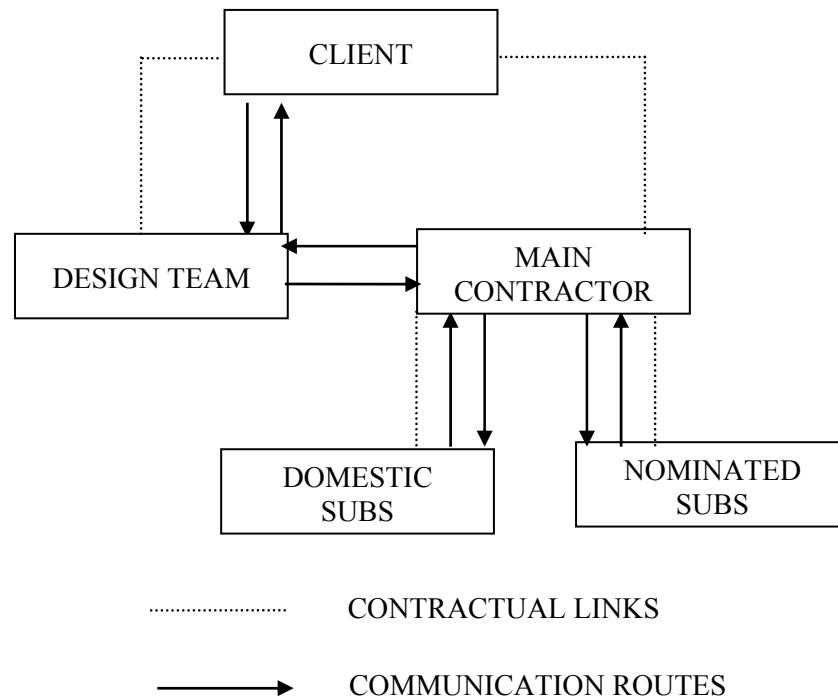 CLIENT
DESIGN TEAM
MAIN
CONTRACTOR
DOMESTIC
SUBS
NOMINATED
SUBS
CONTRACTUAL LINKS
COMMUNICATION ROUTES